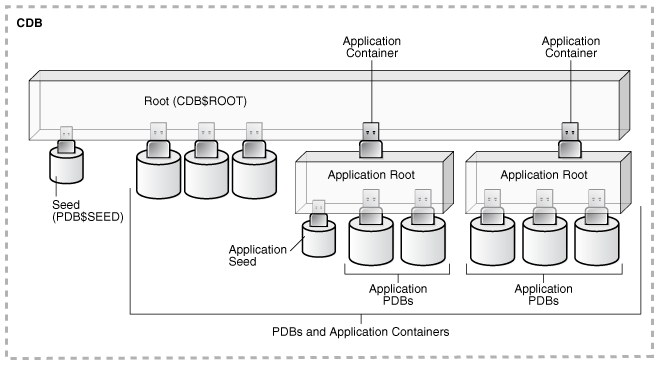 CDB
Application
Container
Application
Container
Root (CDB$ROOT)
Seed
(PDB$SEED)
Application Root
Application Root
Application
Seed
Application
PDBs
Application
PDBs
PDBs and Application Containers